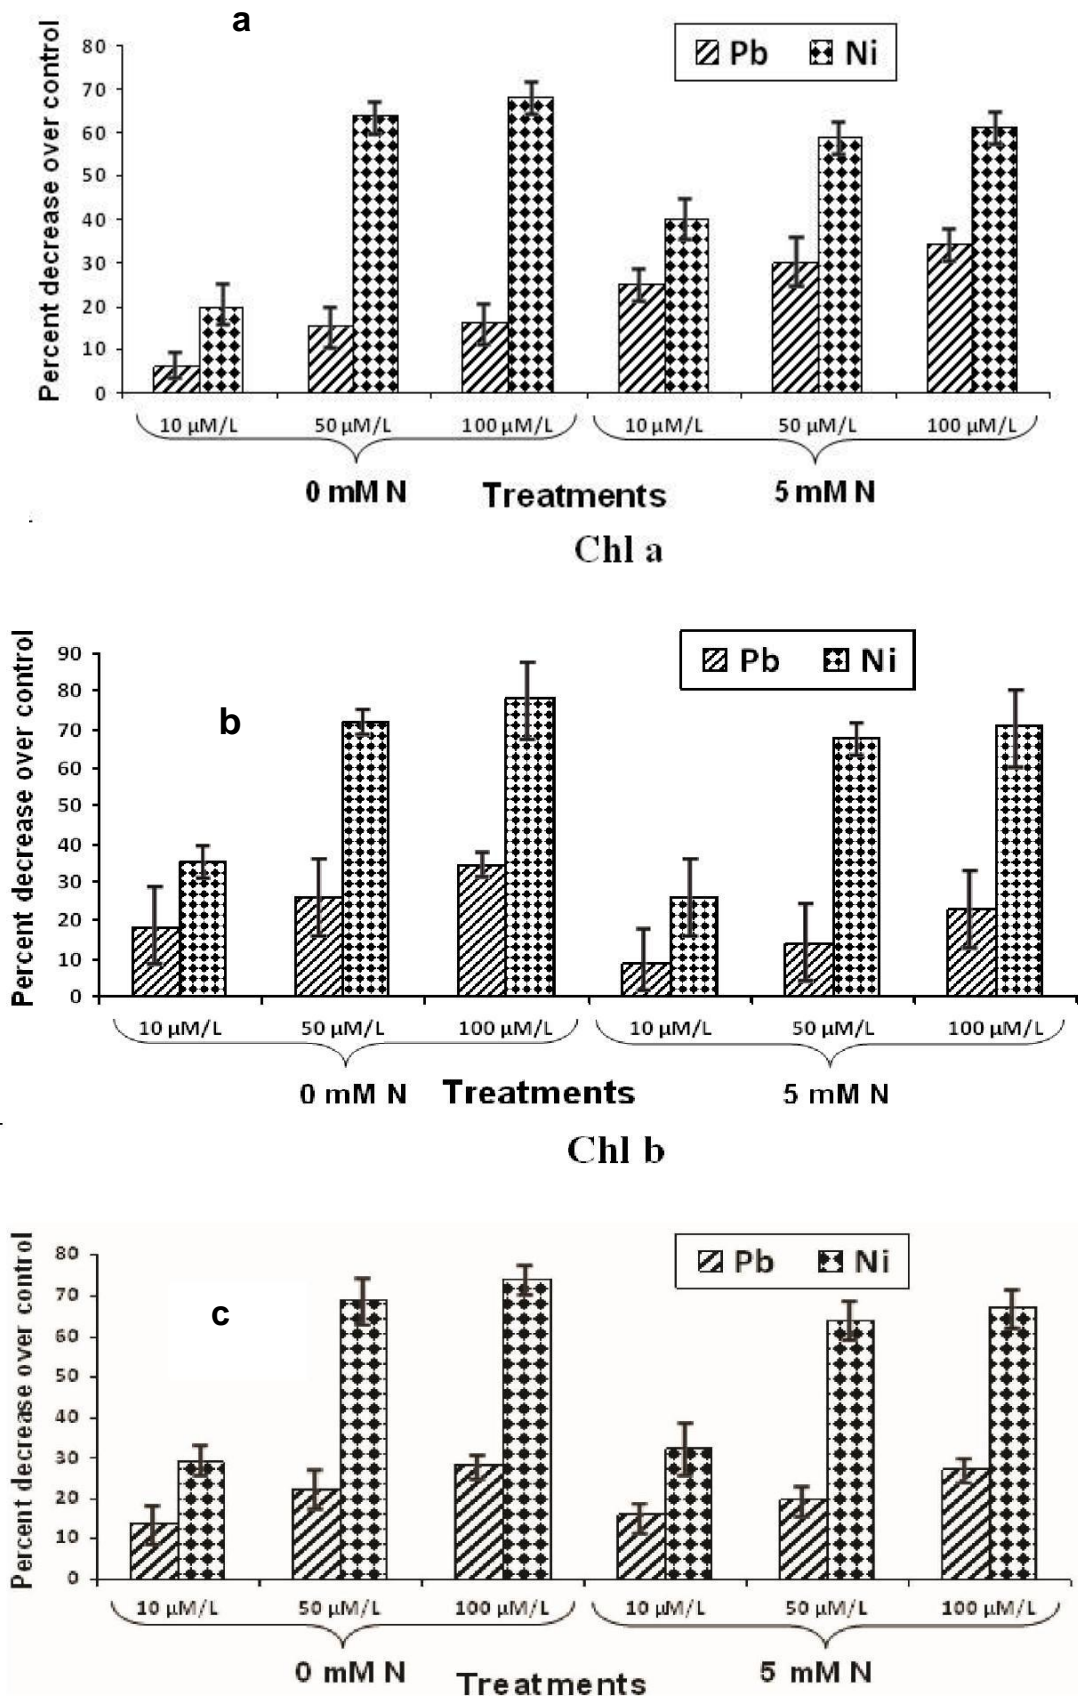 a
Pb Ni
Percent decrease over control
80
70
60
50
40
30
20
10
0
10 µM/L 50 µM/L 100 µM/L 10 µM/L 50 µM/L 100 µM/L
0 mM N Treatments 5 mM N
Chl a
b
Pb Ni
Percent decrease over control
90
80
70
60
50
40
30
20
10
0
10 µM/L 50 µM/L 100 µM/L 10 µM/L 50 µM/L 100 µM/L
0 mM N Treatments 5 mM N
Chl b
c
Pb Ni
Percent decrease over control
80
70
60
50
40
30
20
10
0
10 µM/L 50 µM/L 100 µM/L 10 µM/L 50 µM/L 100 µM/L
0 mM N Treatments 5 mM N